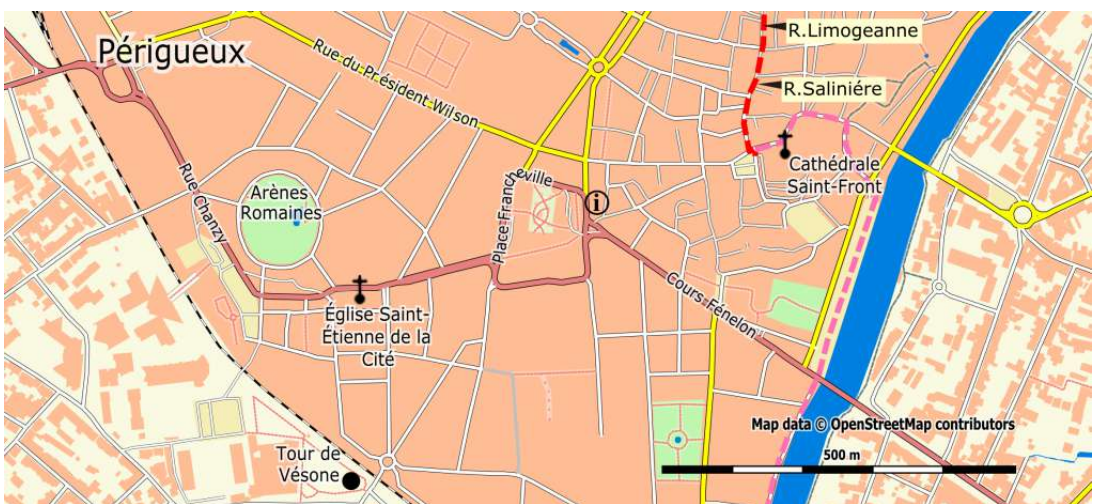 Périgueux
R.Limogeanne
Rue du Président Wilson
R.Saliniére
Cathédrale
Saint-Front
Place Francheville
Arènes
Romaines
Rue Chanzy
i
Cours Fénelon
Église Saint-
Étienne de la
Cité
Map data © OpenStreetMap contributors
500 m
Tour de
Vésone